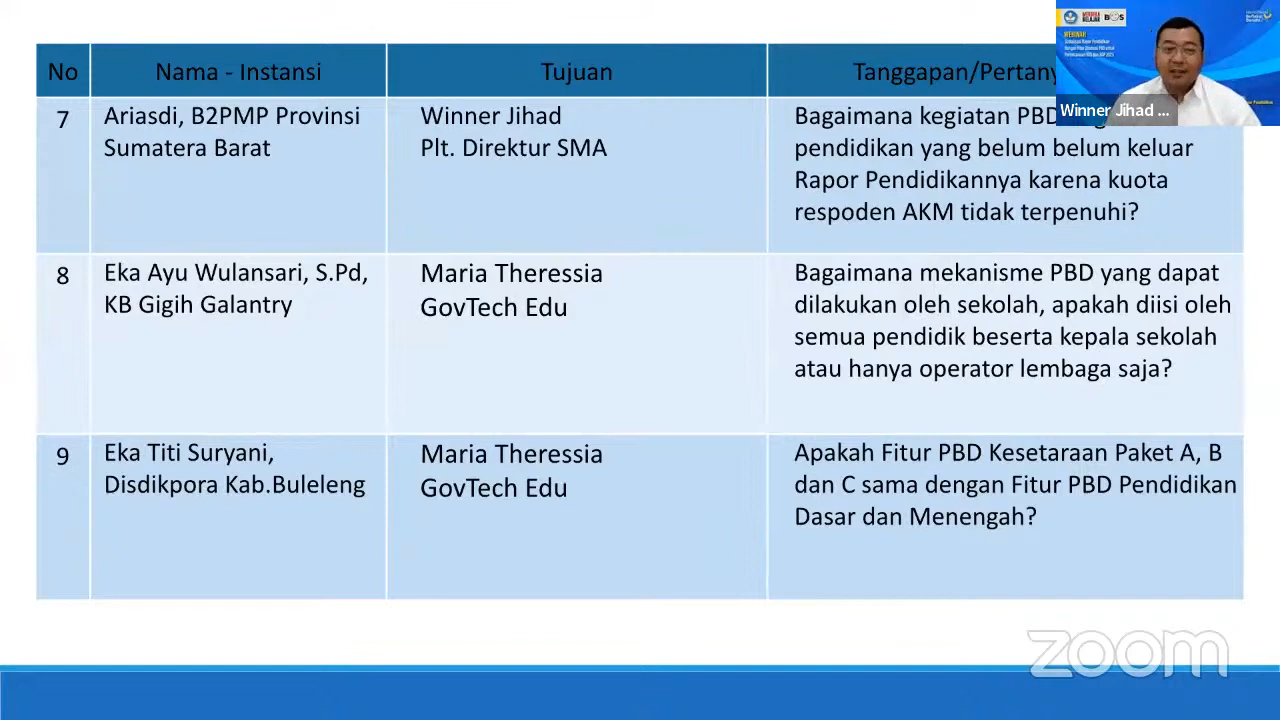 No
Nama - Instansi
Tujuan
Tanggapan/Pertany
7
Ariasdi, B2PMP Provinsi
Sumatera Barat
Winner Jihad
Plt. Direktur SMA
Bagaimana kegiatan PBD
pendidikan yang belum belum keluar
Rapor Pendidikannya karena kuota
respoden AKM tidak terpenuhi?
8
Eka Ayu Wulansari, S.Pd,
KB Gigih Galantry
Maria Theressia
GovTech Edu
Bagaimana mekanisme PBD yang dapat
dilakukan oleh sekolah, apakah diisi oleh
semua pendidik beserta kepala sekolah
atau hanya operator lembaga saja?
9
Eka Titi Suryani,
Disdikpora Kab.Buleleng
Maria Theressia
GovTech Edu
Apakah Fitur PBD Kesetaraan Paket A, B
dan C sama dengan Fitur PBD Pendidikan
Dasar dan Menengah?
MERDEKA
BELAJAR
BOS
WEBINAR
Winner Jihad ...
zoom